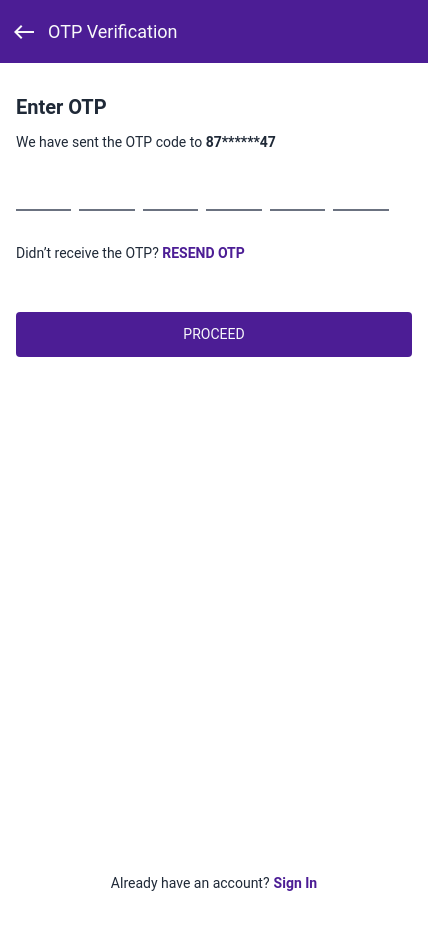 OTP Verification
Enter OTP
We have sent the OTP code to 87******47
Didn’t receive the OTP? RESEND OTP
PROCEED
Already have an account? Sign In